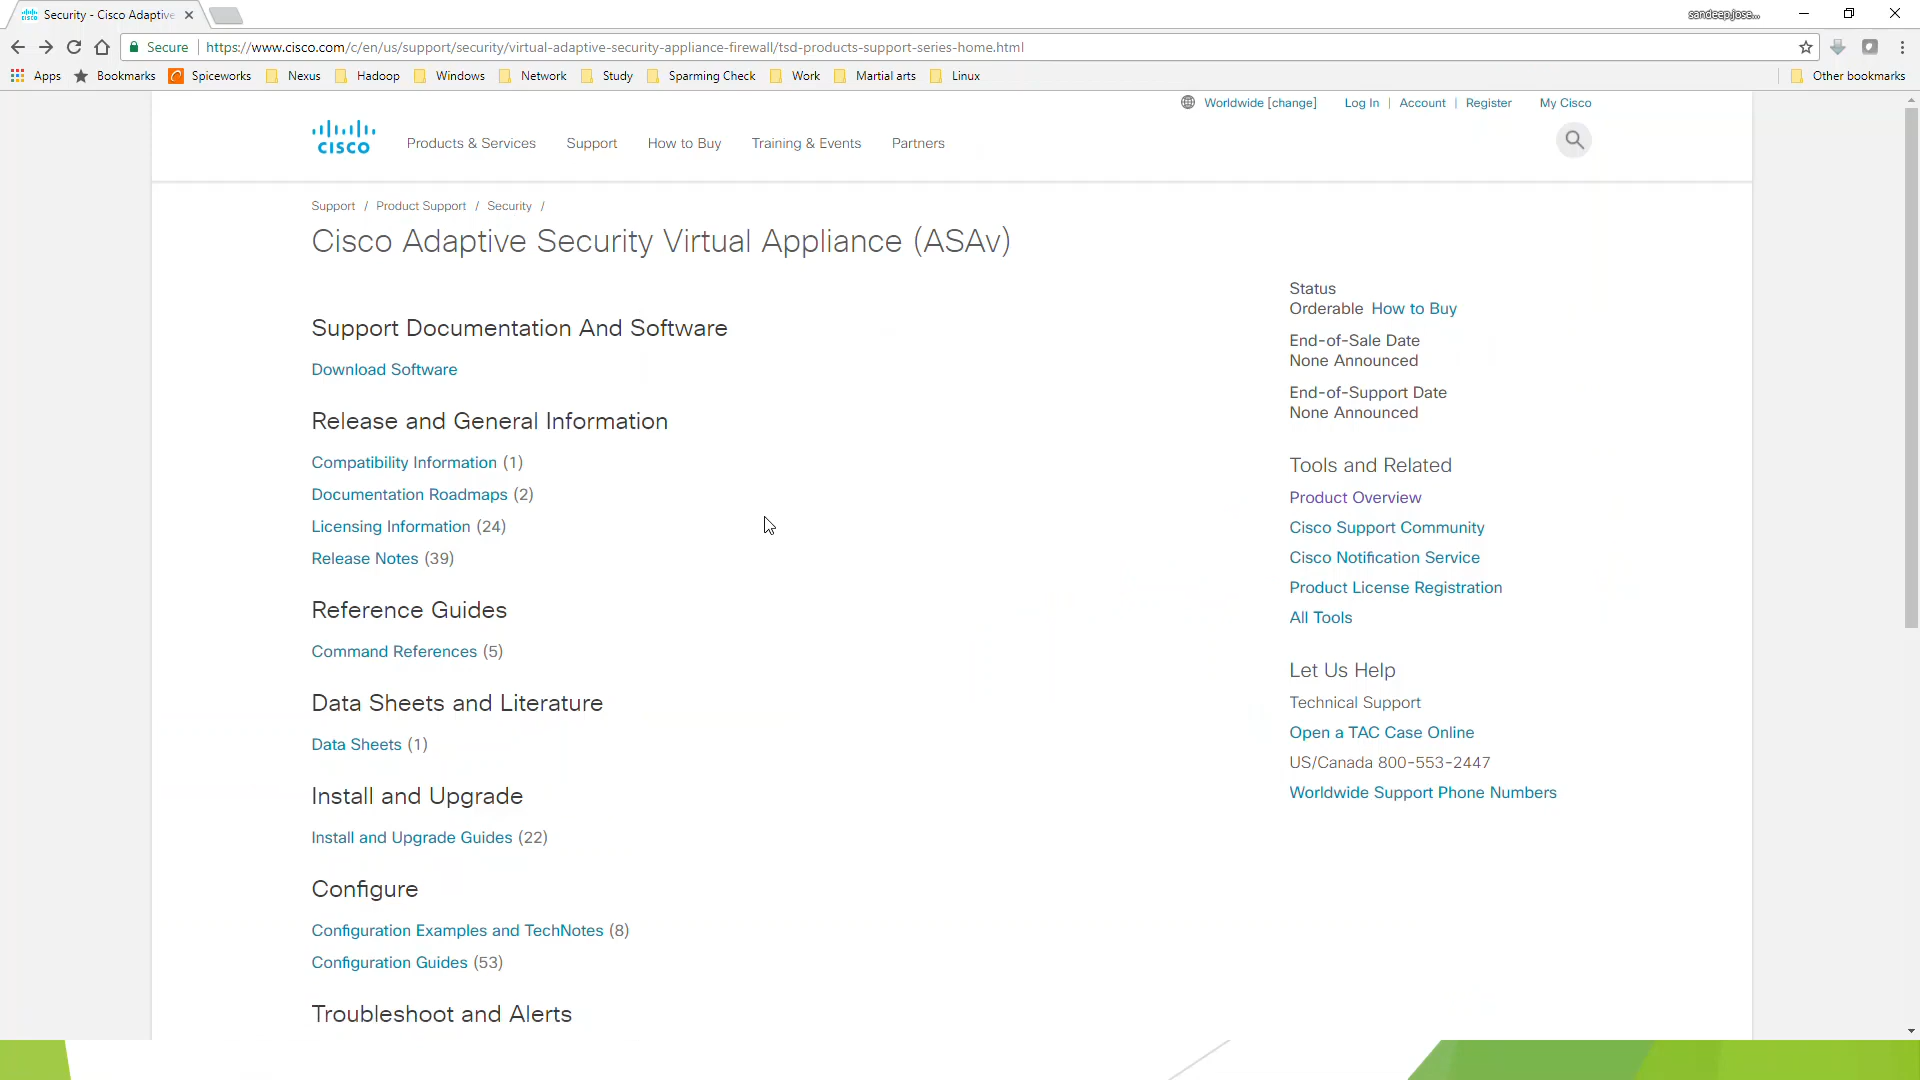 Security - Cisco Adaptive
sandeep.jose...
Secure
https://www.cisco.com/c/en/us/support/security/virtual-adaptive-security-appliance-firewall/tsd-products-support-series-home.html
Apps Bookmarks Spiceworks Nexus Hadoop Windows Network Study Sparming Check Work Martial arts Linux Other bookmarks
Worldwide [change] Log In | Account | Register My Cisco
CISCO
Products & Services Support How to Buy Training & Events Partners
Support / Product Support / Security /
Cisco Adaptive Security Virtual Appliance (ASAv)
Support Documentation And Software
Download Software
Release and General Information
Compatibility Information (1)
Documentation Roadmaps (2)
Licensing Information (24)
Release Notes (39)
Reference Guides
Command References (5)
Data Sheets and Literature
Data Sheets (1)
Install and Upgrade
Install and Upgrade Guides (22)
Configure
Configuration Examples and TechNotes (8)
Configuration Guides (53)
Troubleshoot and Alerts
Status
Orderable How to Buy
End-of-Sale Date
None Announced
End-of-Support Date
None Announced
Tools and Related
Product Overview
Cisco Support Community
Cisco Notification Service
Product License Registration
All Tools
Let Us Help
Technical Support
Open a TAC Case Online
US/Canada 800-553-2447
Worldwide Support Phone Numbers